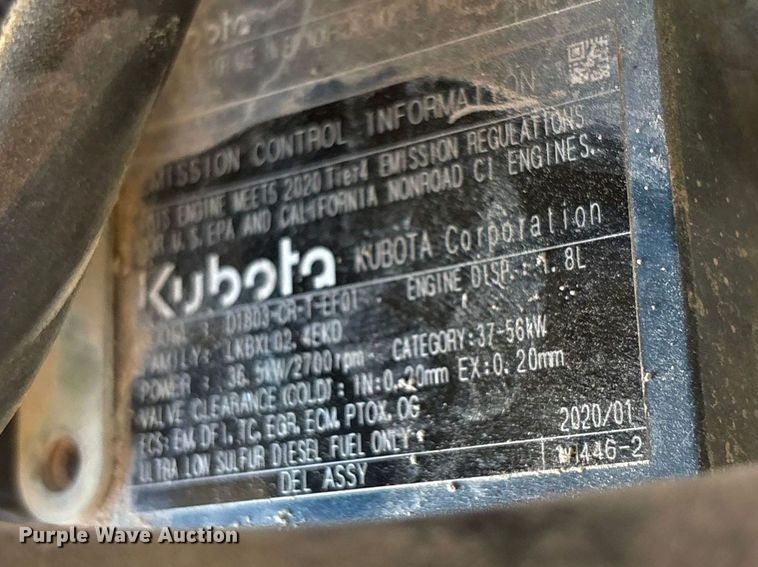 Kubota
EMISSION CONTROL INFORMATION
THIS ENGINE MEETS 2020 Tier4 EMISSION REGULATIONS
FOR U.S. EPA AND CALIFORNIA NONROAD CI ENGINES.
Kubota KUBOTA Corporation
D1803-CR-T-EF01 ENGINE DISP.: 1.8L
FAMILY: LKBXL02.4EKD
POWER : 36.5kW/2700rpm CATEGORY:37-56kW
VALVE CLEARANCE (COLD): IN:0.20mm EX:0.20mm
ECS: EM, DFI, TC, EGR, ECM, PTOX, OC
ULTRA LOW SULFUR DIESEL FUEL ONLY 2020/01
DEL ASSY 446-2
Purple Wave Auction